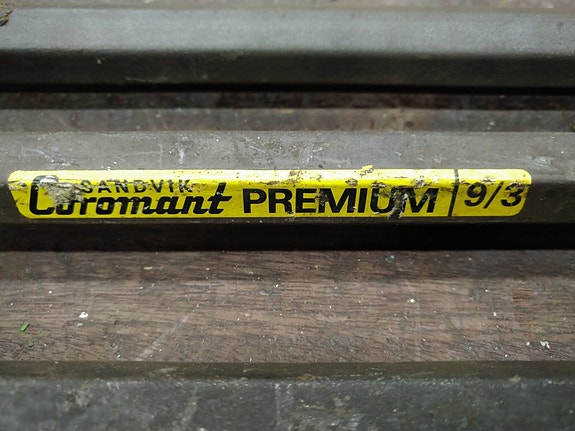 SANDVIK
Coromant PREMIUM 9/3